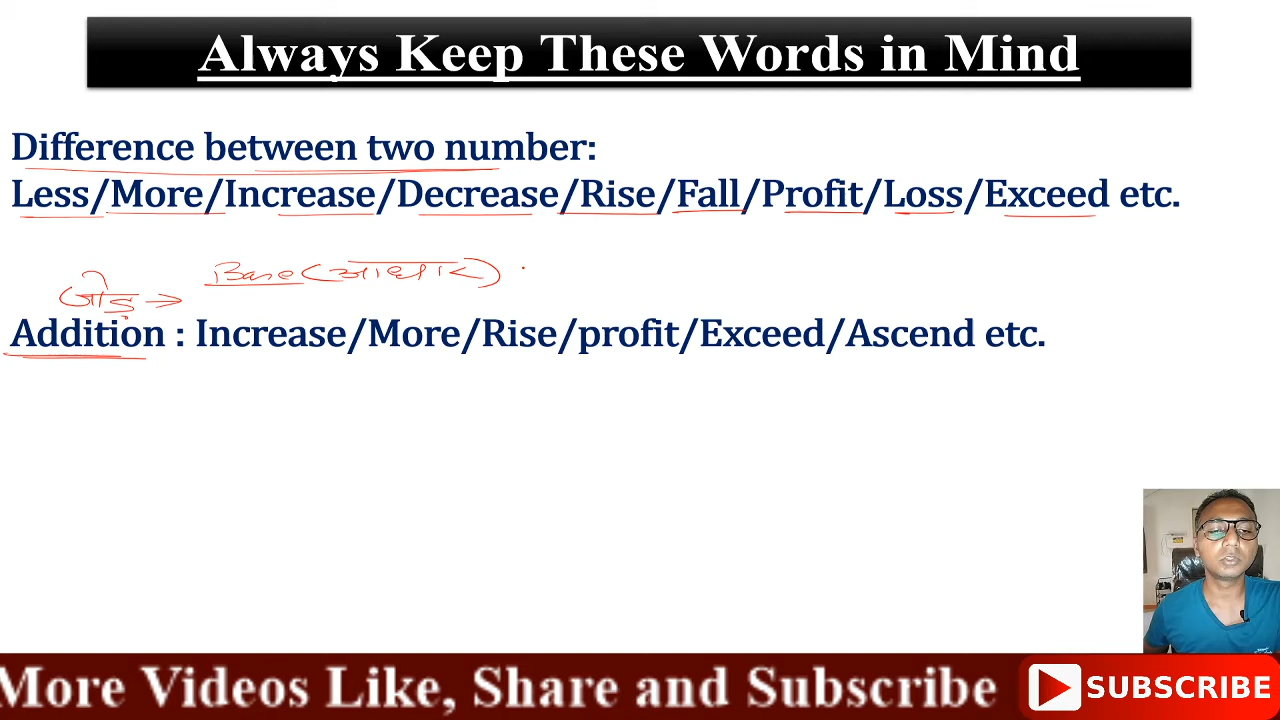 Always Keep These Words in Mind
Difference between two number:
Less/More/Increase/Decrease/Rise/Fall/Profit/Loss/Exceed etc.
Base (आधार)
जोड़ →
Addition : Increase/More/Rise/profit/Exceed/Ascend etc.
More Videos Like, Share and Subscribe
SUBSCRIBE